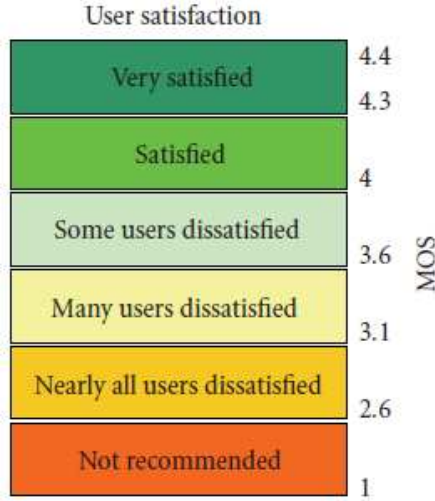 User satisfaction
4.4
Very satisfied
4.3
Satisfied
4
Some users dissatisfied
3.6
MOS
Many users dissatisfied
3.1
Nearly all users dissatisfied
2.6
Not recommended
1